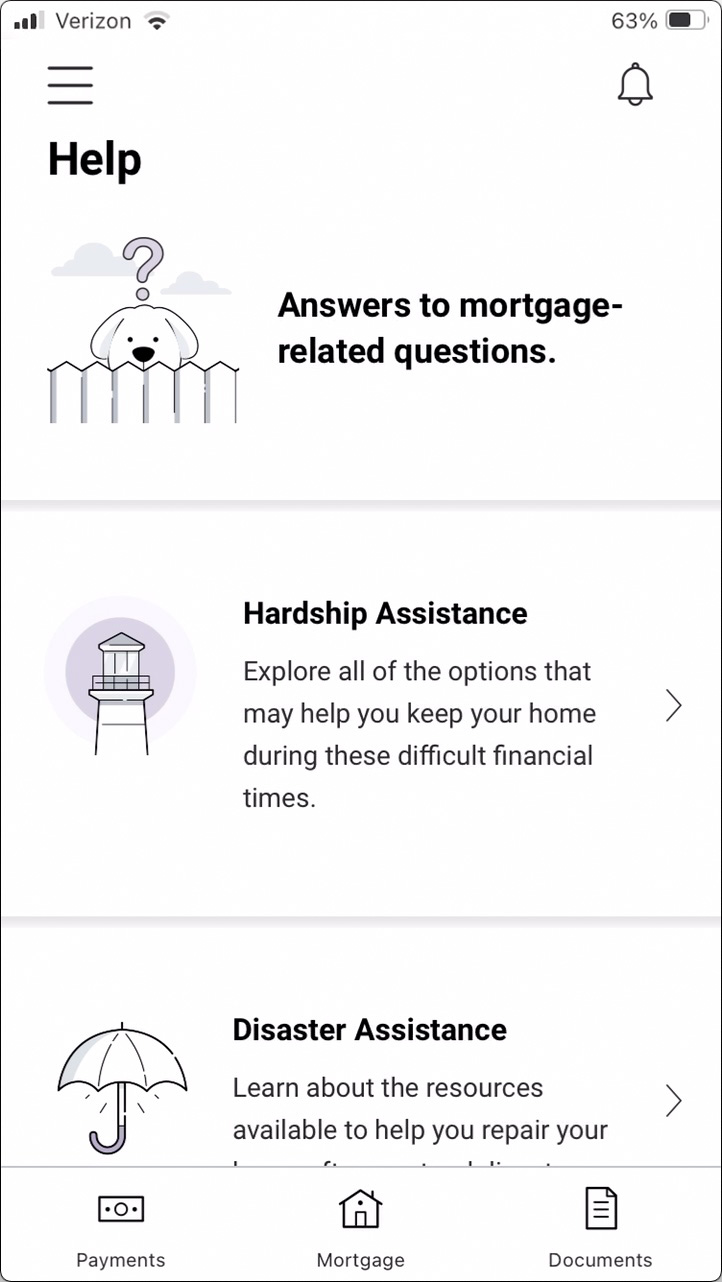 Verizon 63%
Help
?
Answers to mortgage-
related questions.
Hardship Assistance
Explore all of the options that
may help you keep your home
during these difficult financial
times.
Disaster Assistance
Learn about the resources
available to help you repair your
Payments Mortgage Documents